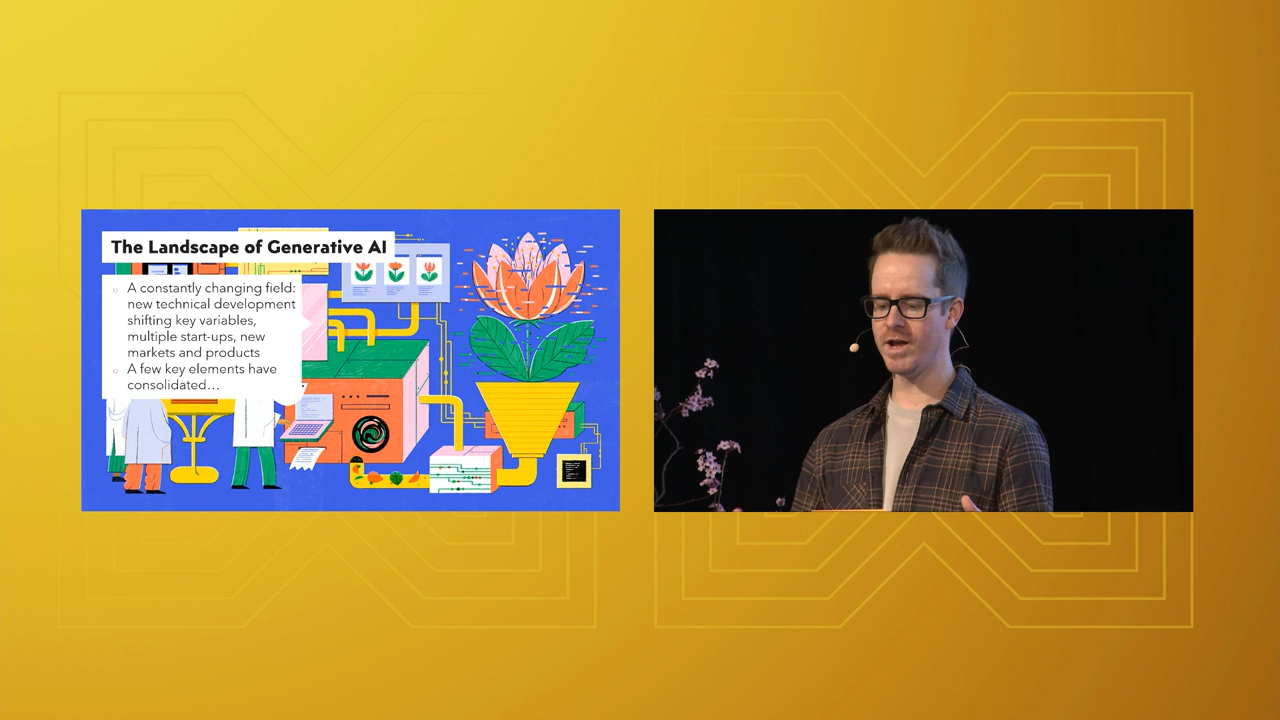 The Landscape of Generative AI
A constantly changing field:
new technical development
shifting key variables,
multiple start-ups, new
markets and products
A few key elements have
consolidated…